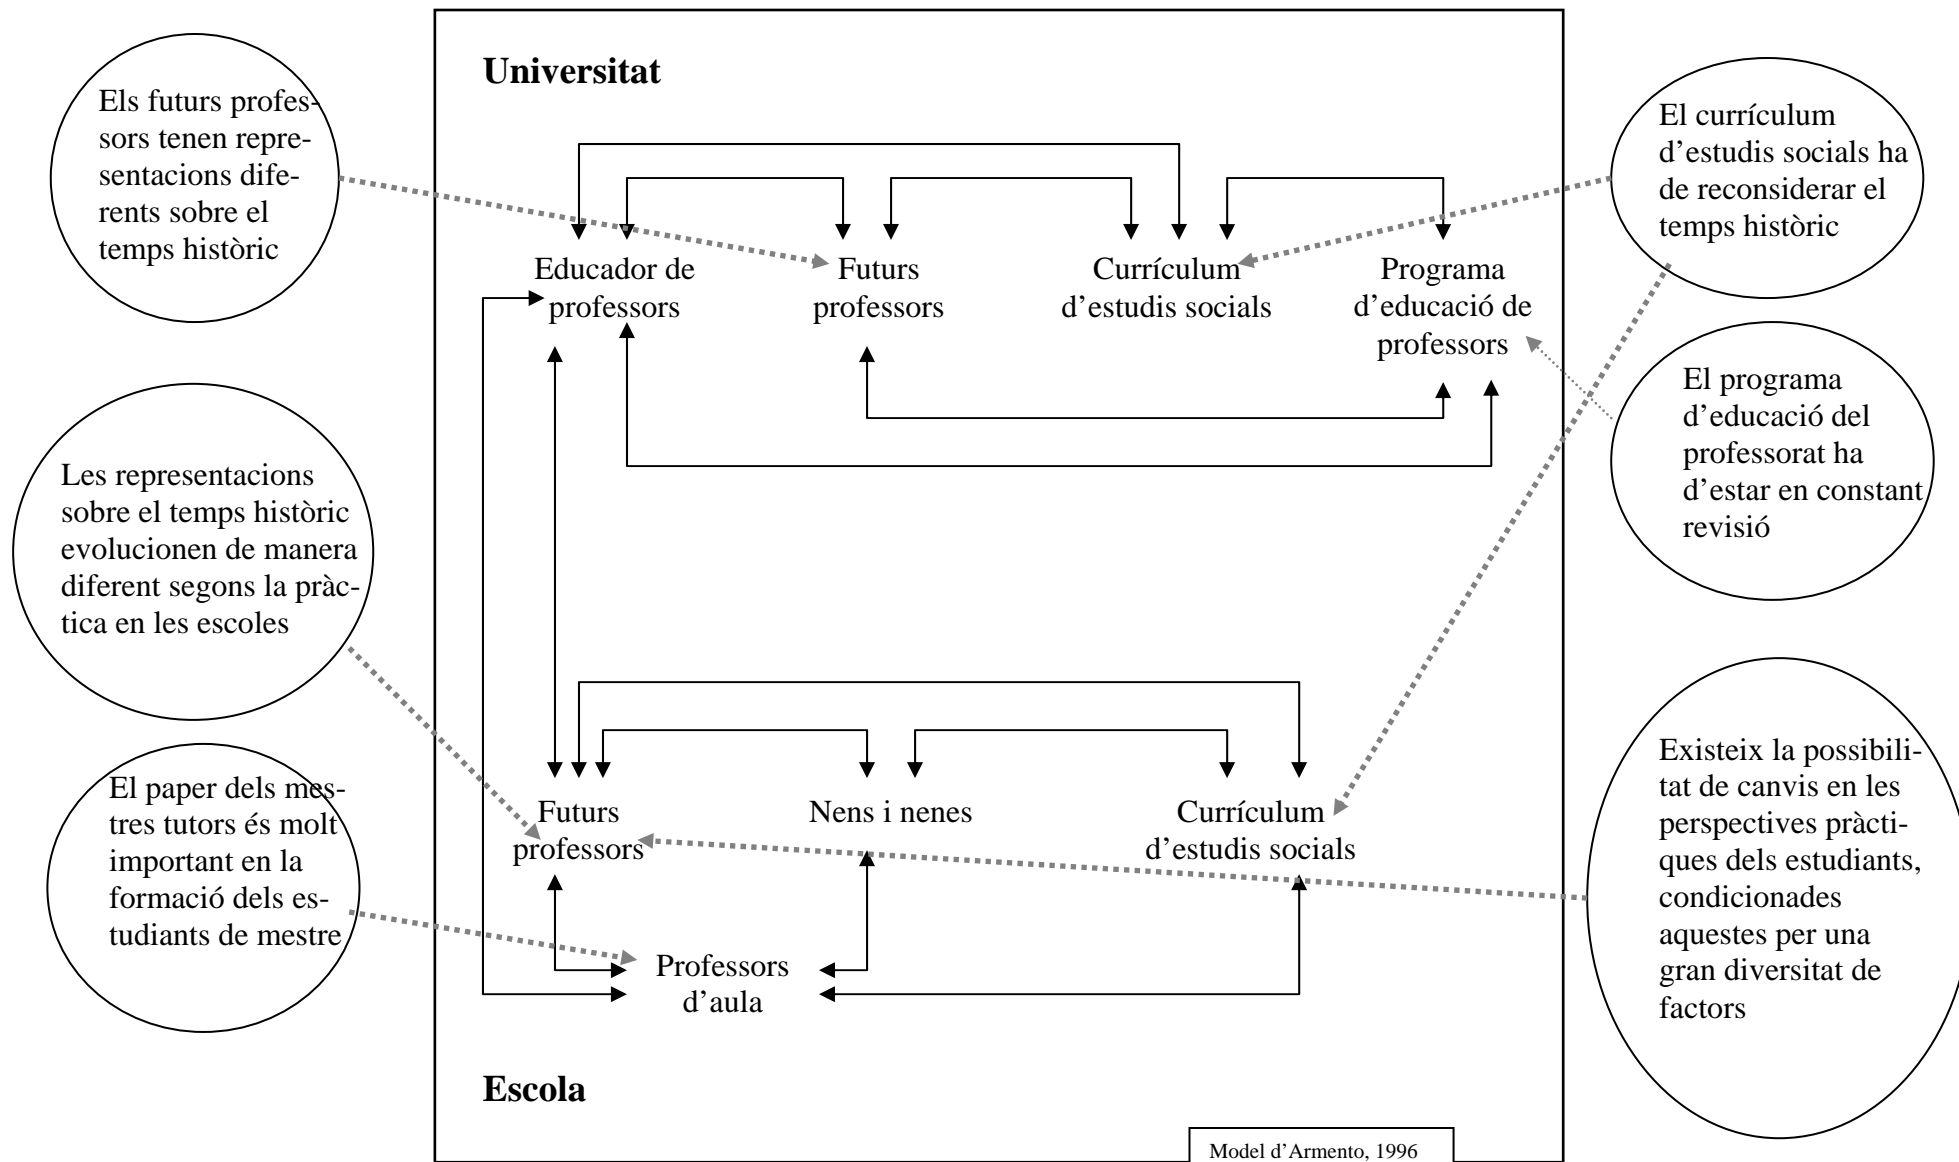 Universitat
Els futurs profes-
sors tenen repre-
sentacions dife-
rents sobre el
temps històric
El currículum
d’estudis socials ha
de reconsiderar el
temps històric
Educador de
professors
Futurs
professors
Currículum
d’estudis socials
Programa
d’educació de
professors
El programa
d’educació del
professorat ha
d’estar en constant
revisió
Les representacions
sobre el temps històric
evolucionen de manera
diferent segons la pràc-
tica en les escoles
El paper dels mes-
tres tutors és molt
important en la
formació dels es-
tudiants de mestre
Futurs
professors
Nens i nenes
Currículum
d’estudis socials
Existeix la possibili-
tat de canvis en les
perspectives pràcti-
ques dels estudiants,
condicionades
aquestes per una
gran diversitat de
factors
Professors
d’aula
Escola
Model d’Armento, 1996